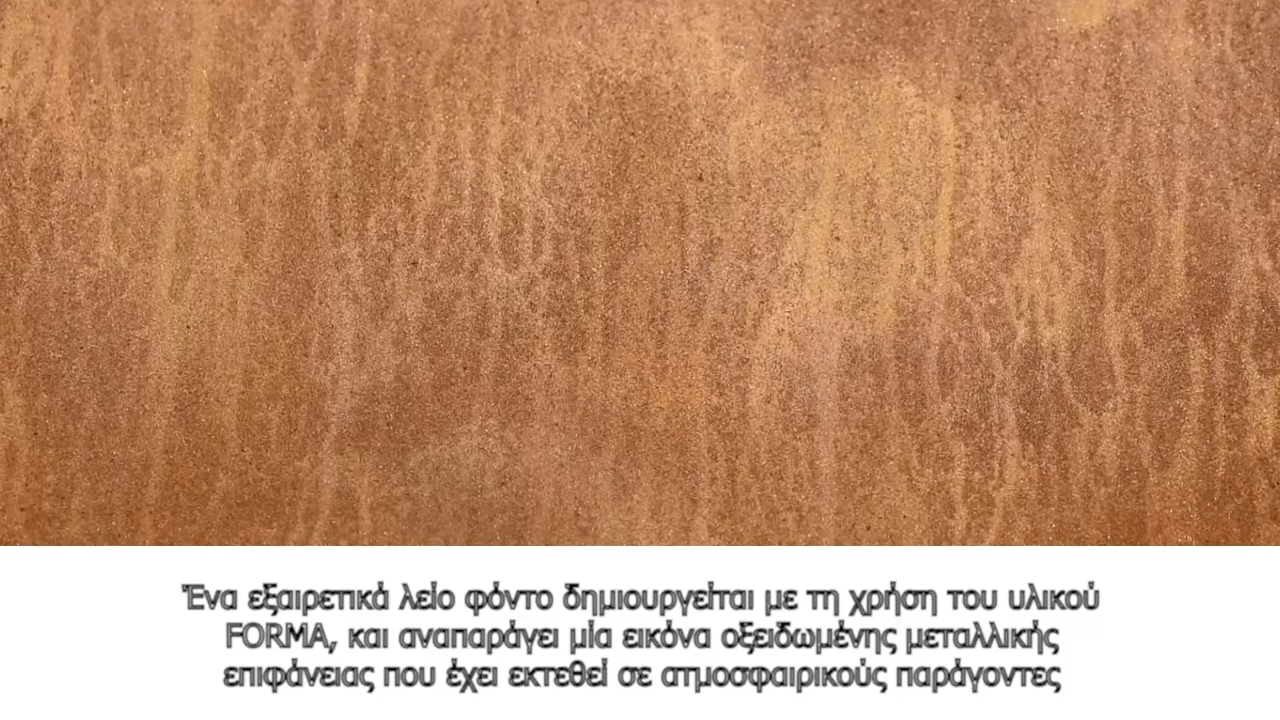 Ένα εξαιρετικά λείο φόντο δημιουργείται με τη χρήση του υλικού
FORMA, και αναπαράγει μία εικόνα οξειδωμένης μεταλλικής
επιφάνειας που έχει εκτεθεί σε ατμοσφαιρικούς παράγοντες